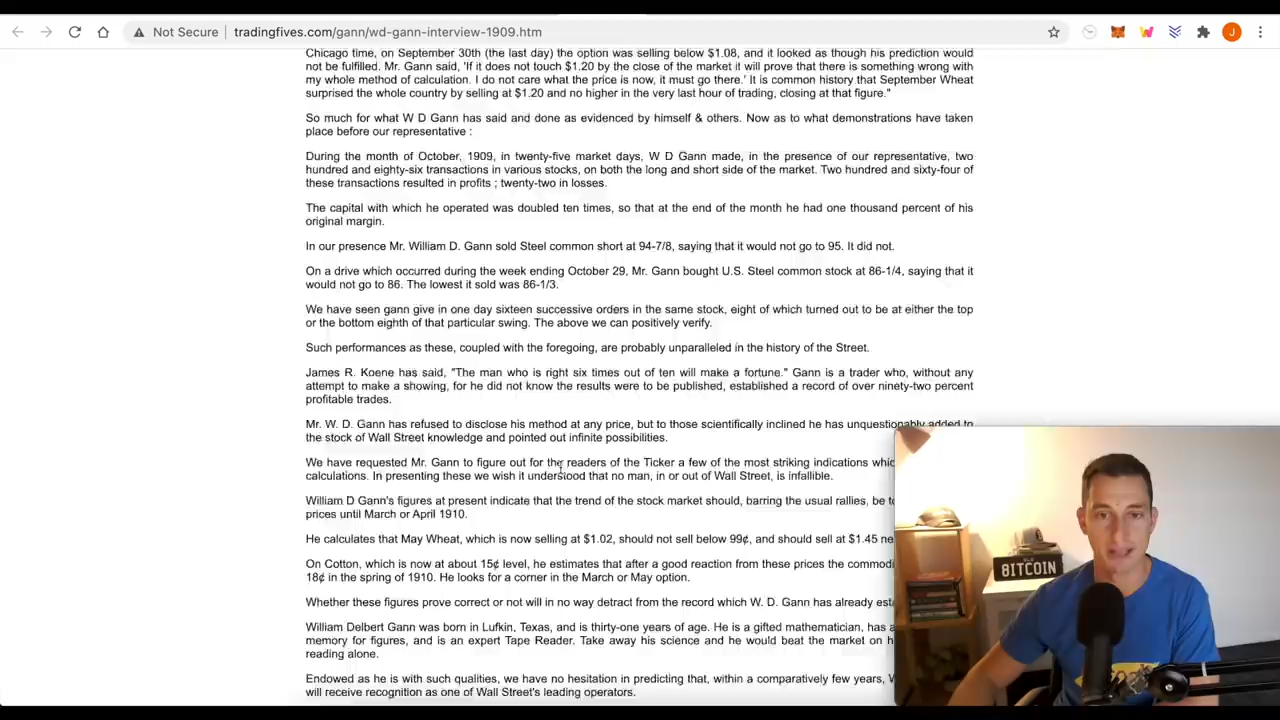 Not Secure | tradingfives.com/gann/wd-gann-interview-1909.htm
J
Chicago time, on September 30th (the last day) the option was selling below $1.08, and it looked as though his prediction would
not be fulfilled. Mr. Gann said, 'If it does not touch $1.20 by the close of the market it will prove that there is something wrong with
my whole method of calculation. I do not care what the price is now, it must go there.' It is common history that September Wheat
surprised the whole country by selling at $1.20 and no higher in the very last hour of trading, closing at that figure."
So much for what W D Gann has said and done as evidenced by himself & others. Now as to what demonstrations have taken
place before our representative :
During the month of October, 1909, in twenty-five market days, W D Gann made, in the presence of our representative, two
hundred and eighty-six transactions in various stocks, on both the long and short side of the market. Two hundred and sixty-four of
these transactions resulted in profits ; twenty-two in losses.
The capital with which he operated was doubled ten times, so that at the end of the month he had one thousand percent of his
original margin.
In our presence Mr. William D. Gann sold Steel common short at 94-7/8, saying that it would not go to 95. It did not.
On a drive which occurred during the week ending October 29, Mr. Gann bought U.S. Steel common stock at 86-1/4, saying that it
would not go to 86. The lowest it sold was 86-1/3.
We have seen gann give in one day sixteen successive orders in the same stock, eight of which turned out to be at either the top
or the bottom eighth of that particular swing. The above we can positively verify.
Such performances as these, coupled with the foregoing, are probably unparalleled in the history of the Street.
James R. Koene has said, "The man who is right six times out of ten will make a fortune." Gann is a trader who, without any
attempt to make a showing, for he did not know the results were to be published, established a record of over ninety-two percent
profitable trades.
Mr. W. D. Gann has refused to disclose his method at any price, but to those scientifically inclined he has unquestionably added to
the stock of Wall Street knowledge and pointed out infinite possibilities.
We have requested Mr. Gann to figure out for the readers of the Ticker a few of the most striking indications
calculations. In presenting these we wish it understood that no man, in or out of Wall Street, is infallible.
William D Gann's figures at present indicate that the trend of the stock market should, barring the usual rallies, be
prices until March or April 1910.
He calculates that May Wheat, which is now selling at $1.02, should not sell below 99¢, and should sell at $1.45
On Cotton, which is now at about 15¢ level, he estimates that after a good reaction from these prices the
18¢ in the spring of 1910. He looks for a corner in the March or May option.
Whether these figures prove correct or not will in no way detract from the record which W. D. Gann has already
William Delbert Gann was born in Lufkin, Texas, and is thirty-one years of age. He is a gifted mathematician, has
memory for figures, and is an expert Tape Reader. Take away his science and he would beat the market on
reading alone.
Endowed as he is with such qualities, we have no hesitation in predicting that, within a comparatively few years,
will receive recognition as one of Wall Street's leading operators.
BITCOIN